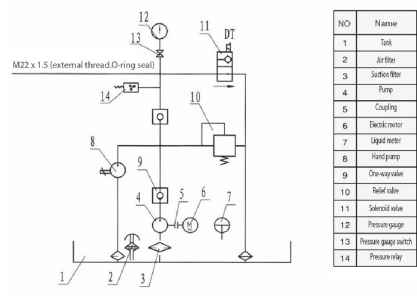 12
11
DT
13
M22 x 1.5 (external thread.O-ring seal)
14
10
8
9
4
5
6
M
7
1
2
3
NO Name
1 Tank
2 Air filter
3 Suction filter
4 Pump
5 Coupling
6 Electric motor
7 Liquid meter
8 Hand pump
9 One-way valve
10 Relief valve
11 Solenoid valve
12 Pressure gauge
13 Pressure gauge switch
14 Pressure relay